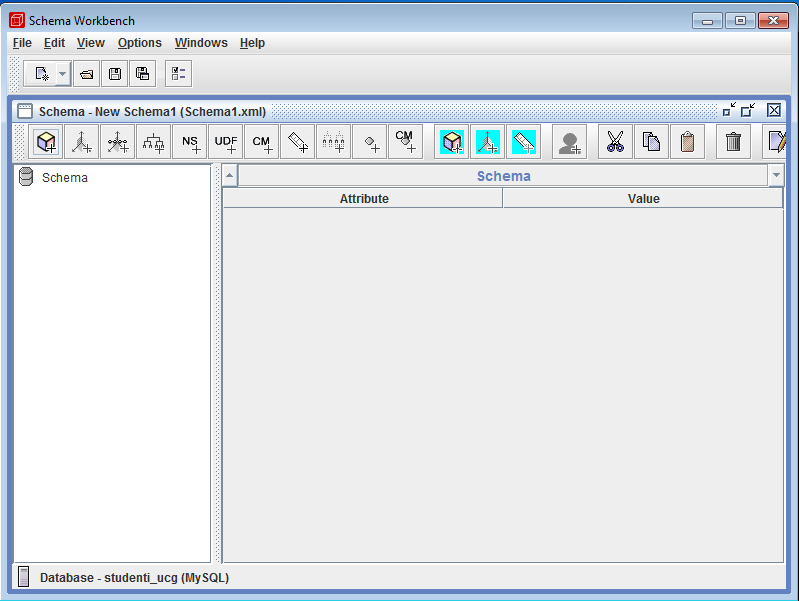 Schema Workbench
File Edit View Options Windows Help
Schema - New Schema1 (Schema1.xml)
NS UDF CM CM
Schema
Schema
Attribute Value
Database - studenti_ucg (MySQL)